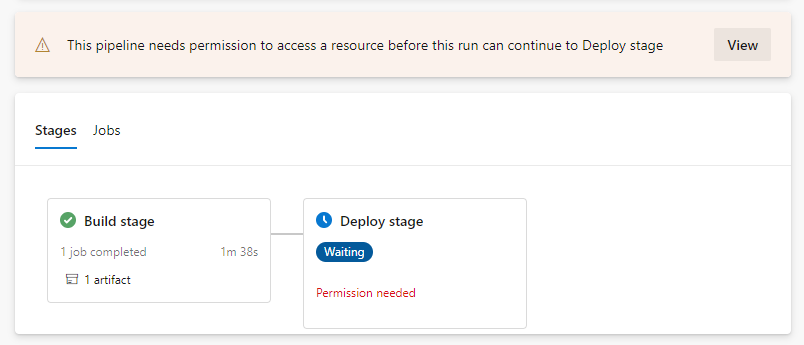 This pipeline needs permission to access a resource before this run can continue to Deploy stage
View
Stages Jobs
Build stage
1 job completed 1m 38s
1 artifact
Deploy stage
Waiting
Permission needed